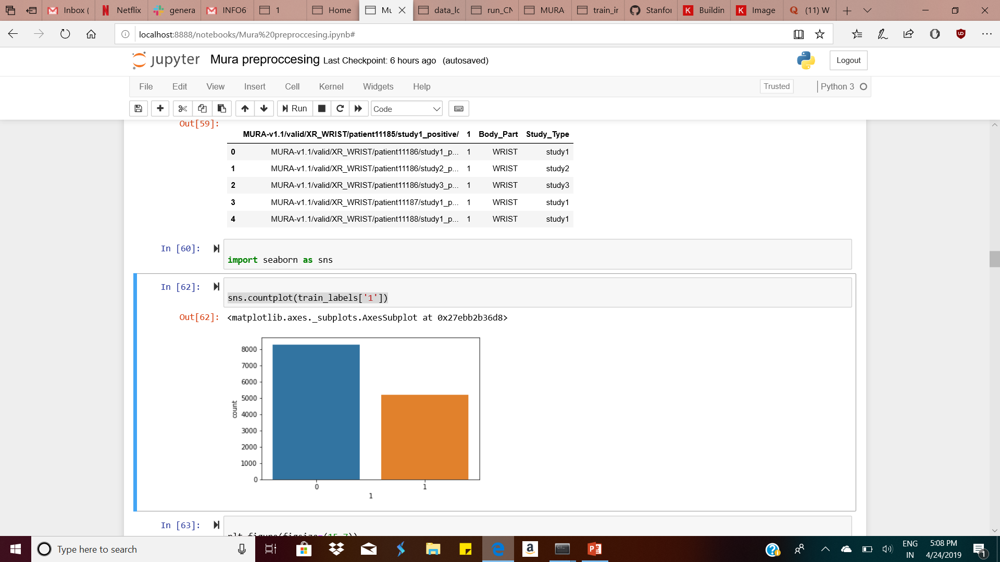 Inbox (
Netflix
genera
INFO6
1
Home
Mu
data_lo
run_CN
MURA
train_ir
Stanfor
Buildin
Image
(11) W
localhost:8888/notebooks/Mura%20preproccesing.ipynb#
jupyter Mura preproccesing Last Checkpoint: 6 hours ago (autosaved)
Logout
File Edit View Insert Cell Kernel Widgets Help
Trusted
Python 3
Run
Code
Out[59]:
MURA-v1.1/valid/XR_WRIST/patient11185/study1_positive/ 1 Body_Part Study_Type
0 MURA-v1.1/valid/XR_WRIST/patient11186/study1_p... 1 WRIST study1
1 MURA-v1.1/valid/XR_WRIST/patient11186/study2_p... 1 WRIST study2
2 MURA-v1.1/valid/XR_WRIST/patient11186/study3_p... 1 WRIST study3
3 MURA-v1.1/valid/XR_WRIST/patient11187/study1_p... 1 WRIST study1
4 MURA-v1.1/valid/XR_WRIST/patient11188/study1_p... 1 WRIST study1
In [60]:
import seaborn as sns
In [62]:
sns.countplot(train_labels['1'])
Out[62]: <matplotlib.axes._subplots.AxesSubplot at 0x27ebb2b36d8>
8000
7000
6000
5000
4000
3000
2000
1000
0
count
0 1
1
In [63]:
plt.figure(figsize=(15,7))
Type here to search
ENG
IN
5:08 PM
4/24/2019
1